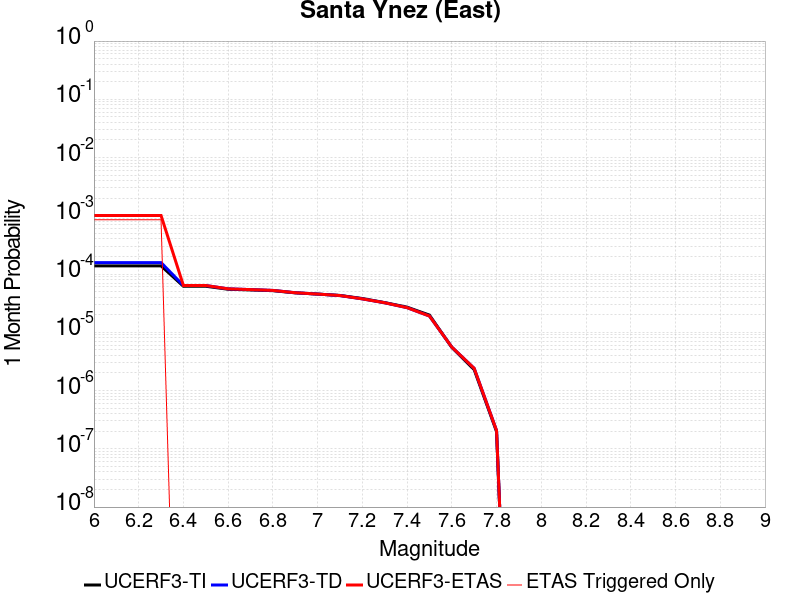 Santa Ynez (East)
10 0
10 -1
10 -2
10 -3
10 -4
10 -5
10 -6
10 -7
10 -8
1 Month Probability
6 6.2 6.4 6.6 6.8 7 7.2 7.4 7.6 7.8 8 8.2 8.4 8.6 8.8 9
Magnitude
UCERF3-TI UCERF3-TD UCERF3-ETAS ETAS Triggered Only